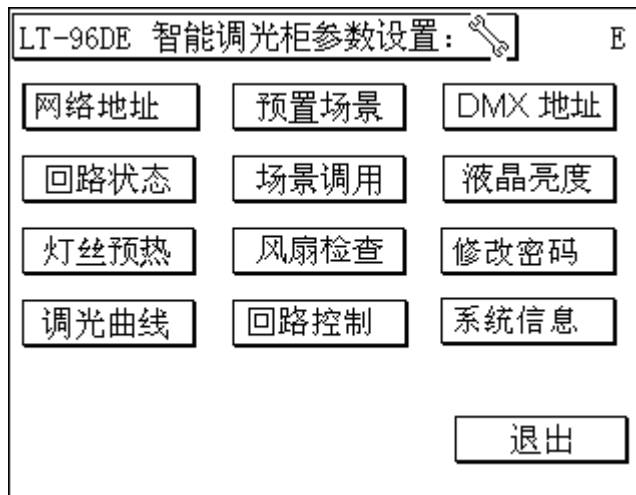 LT-96DE 智能调光柜参数设置： E
网络地址 预置场景 DMX 地址
回路状态 场景调用 液晶亮度
灯丝预热 风扇检查 修改密码
调光曲线 回路控制 系统信息
退出